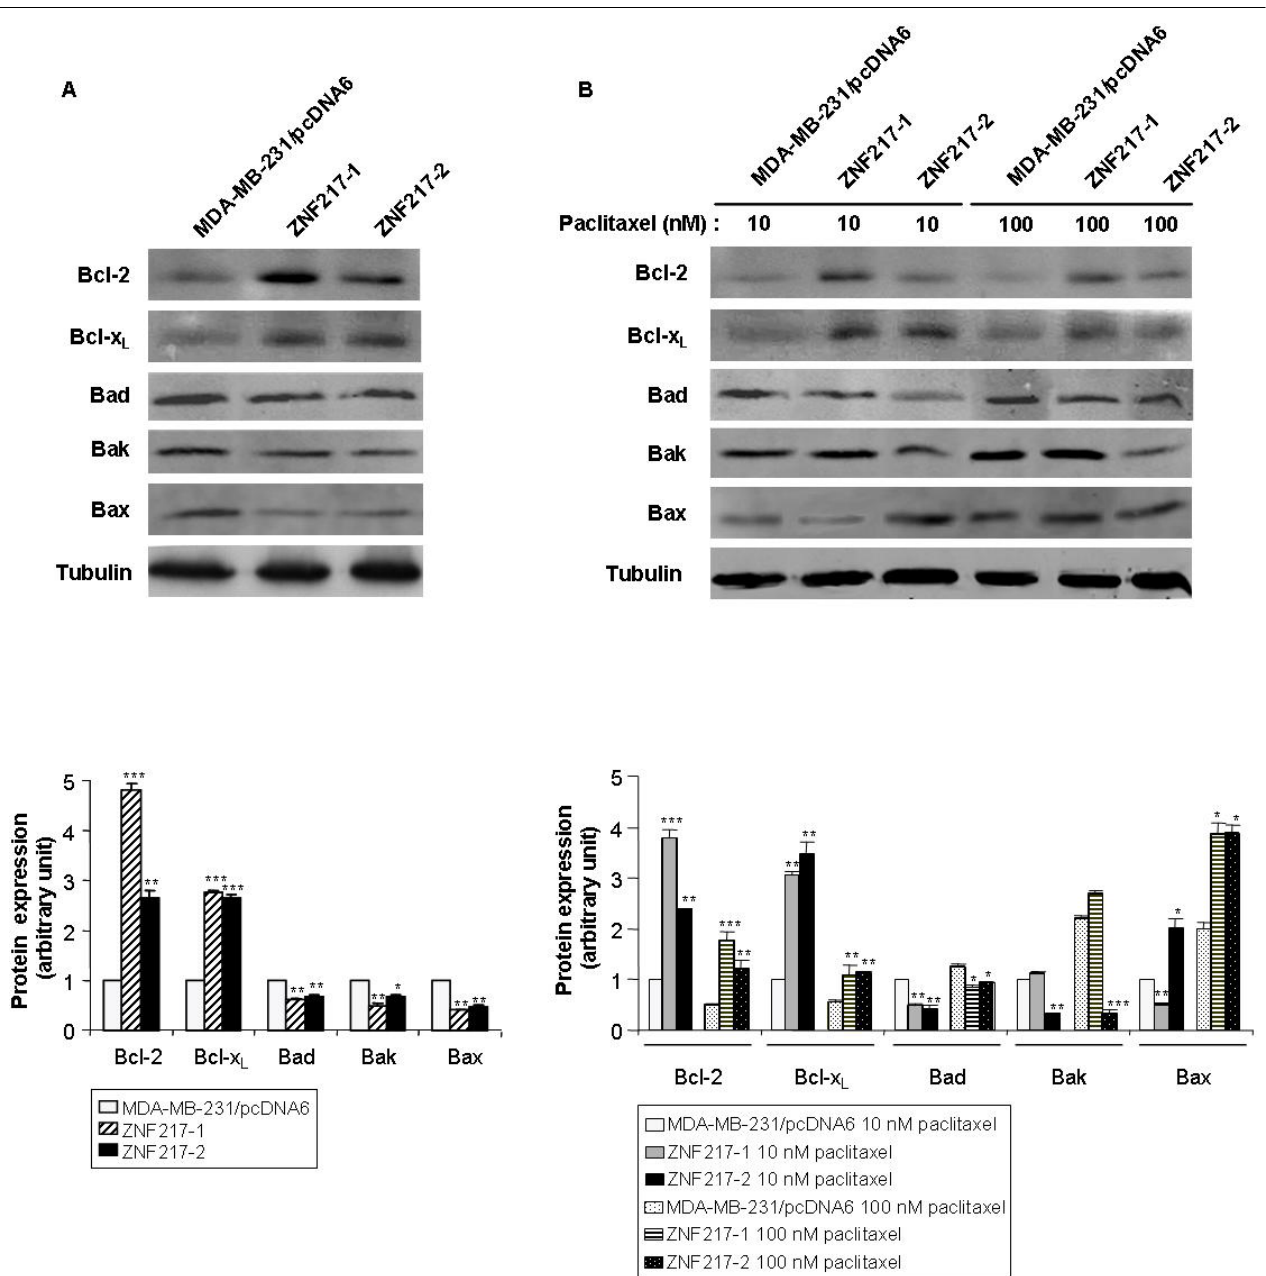 A
MDA-MB-231/pcDNA6
ZNF217-1
ZNF217-2
Bcl-2
Bcl-xL
Bad
Bak
Bax
Tubulin
B
MDA-MB-231/pcDNA6
ZNF217-1
ZNF217-2
MDA-MB-231/pcDNA6
ZNF217-1
ZNF217-2
Paclitaxel (nM) : 10 10 10 100 100 100
Bcl-2
Bcl-xL
Bad
Bak
Bax
Tubulin
Protein expression
(arbitrary unit)
5
4
3
2
1
0
*** ** *** *** ** ** ** * ** **
Bcl-2 Bcl-xL Bad Bak Bax
MDA-MB-231/pcDNA6
ZNF217-1
ZNF217-2
Protein expression
(arbitrary unit)
5
4
3
2
1
0
*** ** *** ** ** ** ** ** ** ** * * ** *** ** * * *
Bcl-2 Bcl-xL Bad Bak Bax
MDA-MB-231/pcDNA6 10 nM paclitaxel
ZNF217-1 10 nM paclitaxel
ZNF217-2 10 nM paclitaxel
MDA-MB-231/pcDNA6 100 nM paclitaxel
ZNF217-1 100 nM paclitaxel
ZNF217-2 100 nM paclitaxel